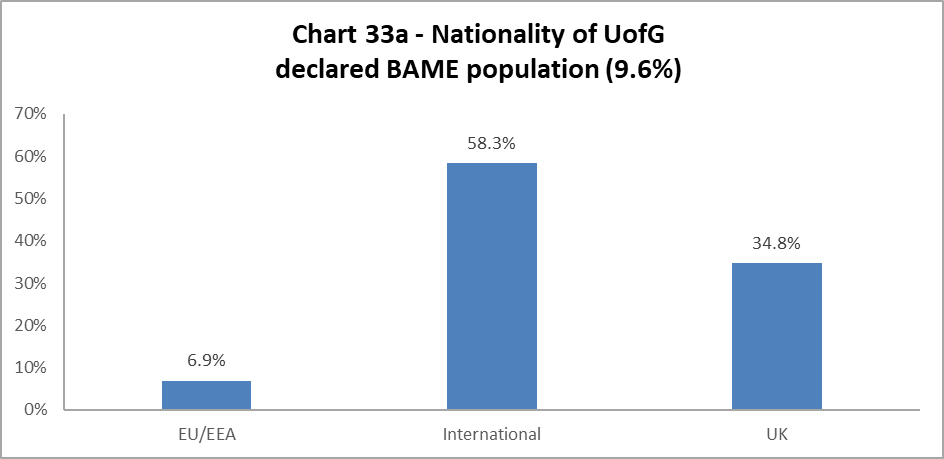 Chart 33a - Nationality of UofG
declared BAME population (9.6%)
70%
60%
50%
40%
30%
20%
10%
0%
6.9%
58.3%
34.8%
EU/EEA
International
UK